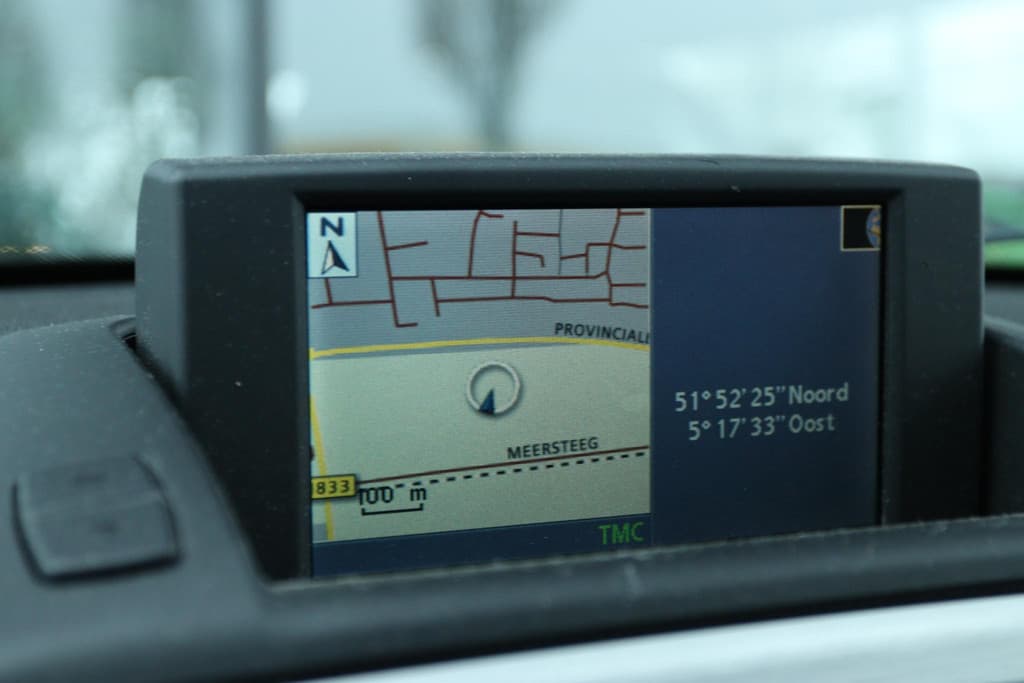 N
PROVINCIAL
MEERSTEEG
833
100 m
TMC
51° 52' 25" Noord
5° 17' 33" Oost